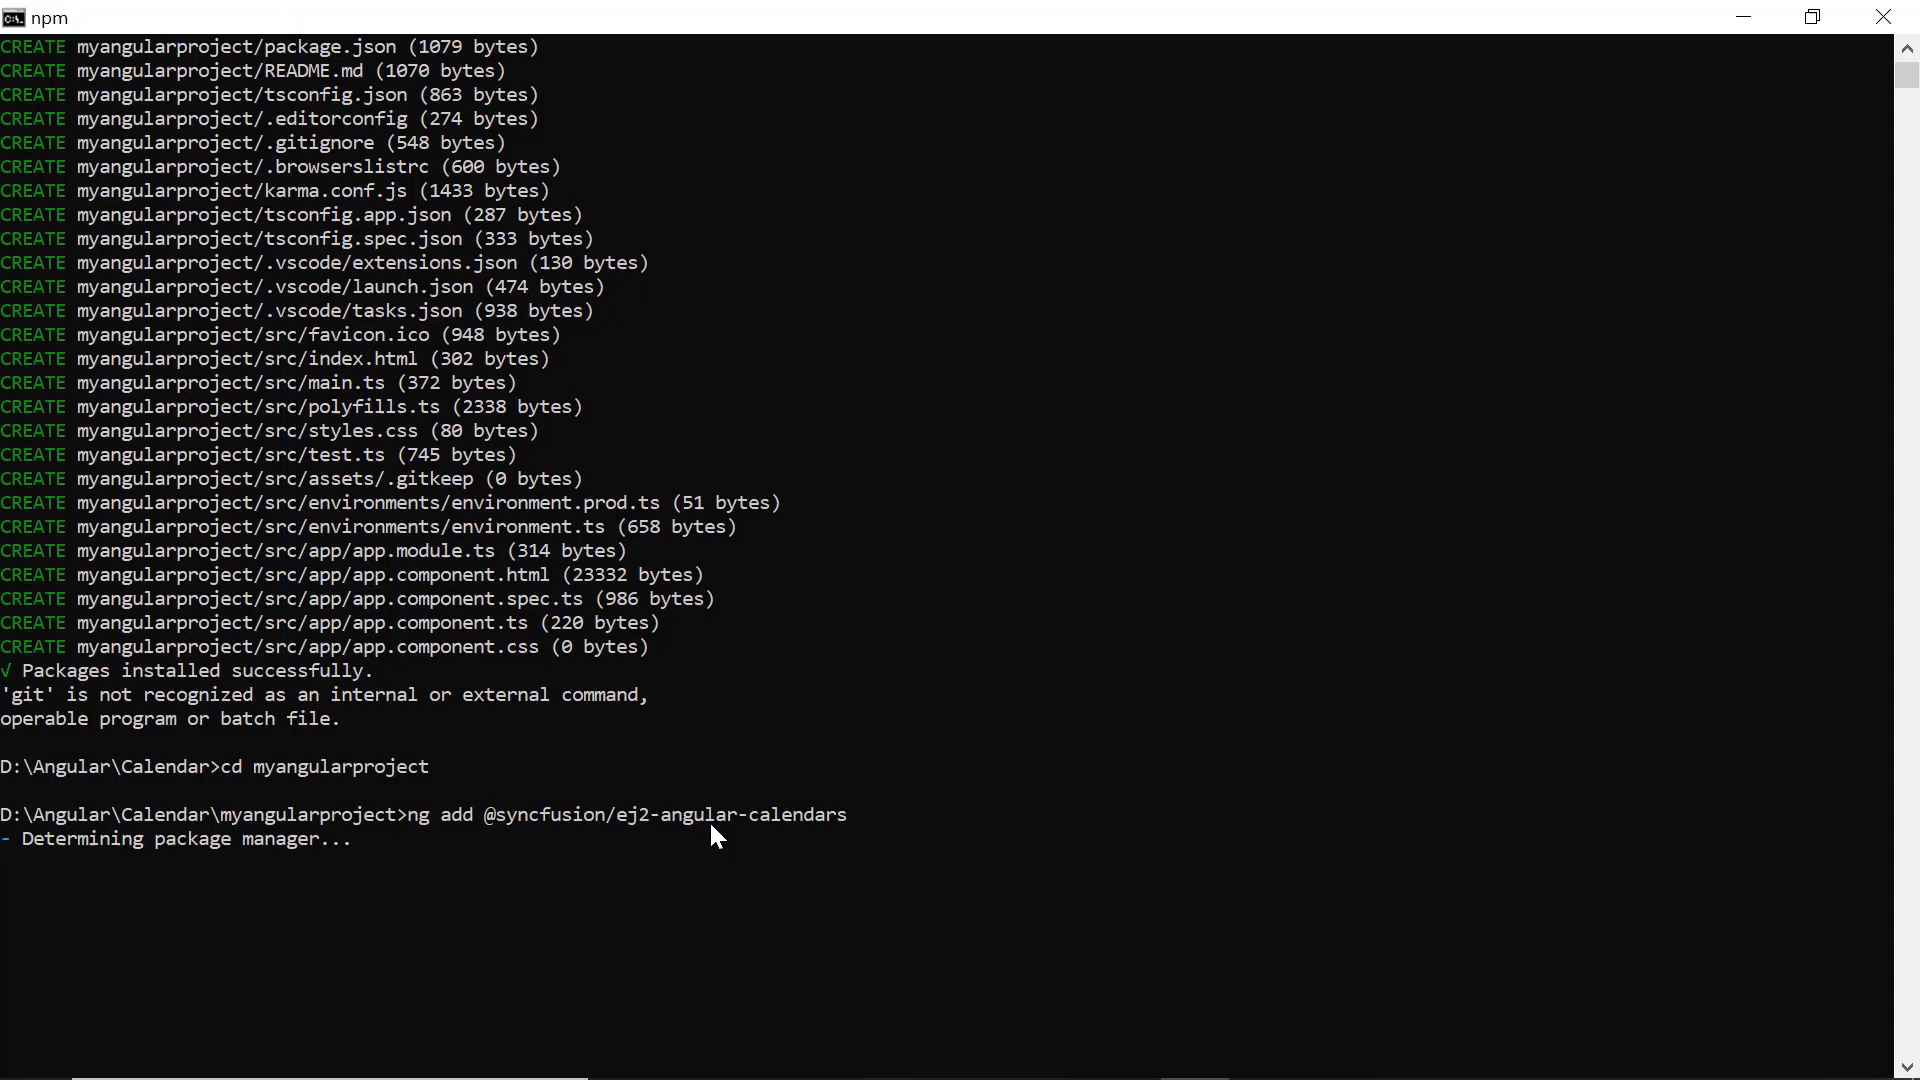 npm
CREATE myangularproject/package.json (1079 bytes)
CREATE myangularproject/README.md (1070 bytes)
CREATE myangularproject/tsconfig.json (863 bytes)
CREATE myangularproject/.editorconfig (274 bytes)
CREATE myangularproject/.gitignore (548 bytes)
CREATE myangularproject/.browserslistrc (600 bytes)
CREATE myangularproject/karma.conf.js (1433 bytes)
CREATE myangularproject/tsconfig.app.json (287 bytes)
CREATE myangularproject/tsconfig.spec.json (333 bytes)
CREATE myangularproject/.vscode/extensions.json (130 bytes)
CREATE myangularproject/.vscode/launch.json (474 bytes)
CREATE myangularproject/.vscode/tasks.json (938 bytes)
CREATE myangularproject/src/favicon.ico (948 bytes)
CREATE myangularproject/src/index.html (302 bytes)
CREATE myangularproject/src/main.ts (372 bytes)
CREATE myangularproject/src/polyfills.ts (2338 bytes)
CREATE myangularproject/src/styles.css (80 bytes)
CREATE myangularproject/src/test.ts (745 bytes)
CREATE myangularproject/src/assets/.gitkeep (0 bytes)
CREATE myangularproject/src/environments/environment.prod.ts (51 bytes)
CREATE myangularproject/src/environments/environment.ts (658 bytes)
CREATE myangularproject/src/app/app.module.ts (314 bytes)
CREATE myangularproject/src/app/app.component.html (23332 bytes)
CREATE myangularproject/src/app/app.component.spec.ts (986 bytes)
CREATE myangularproject/src/app/app.component.ts (220 bytes)
CREATE myangularproject/src/app/app.component.css (0 bytes)
√ Packages installed successfully.
'git' is not recognized as an internal or external command,
operable program or batch file.
D:\Angular\Calendar>cd myangularproject
D:\Angular\Calendar\myangularproject>ng add @syncfusion/ej2-angular-calendars
- Determining package manager...